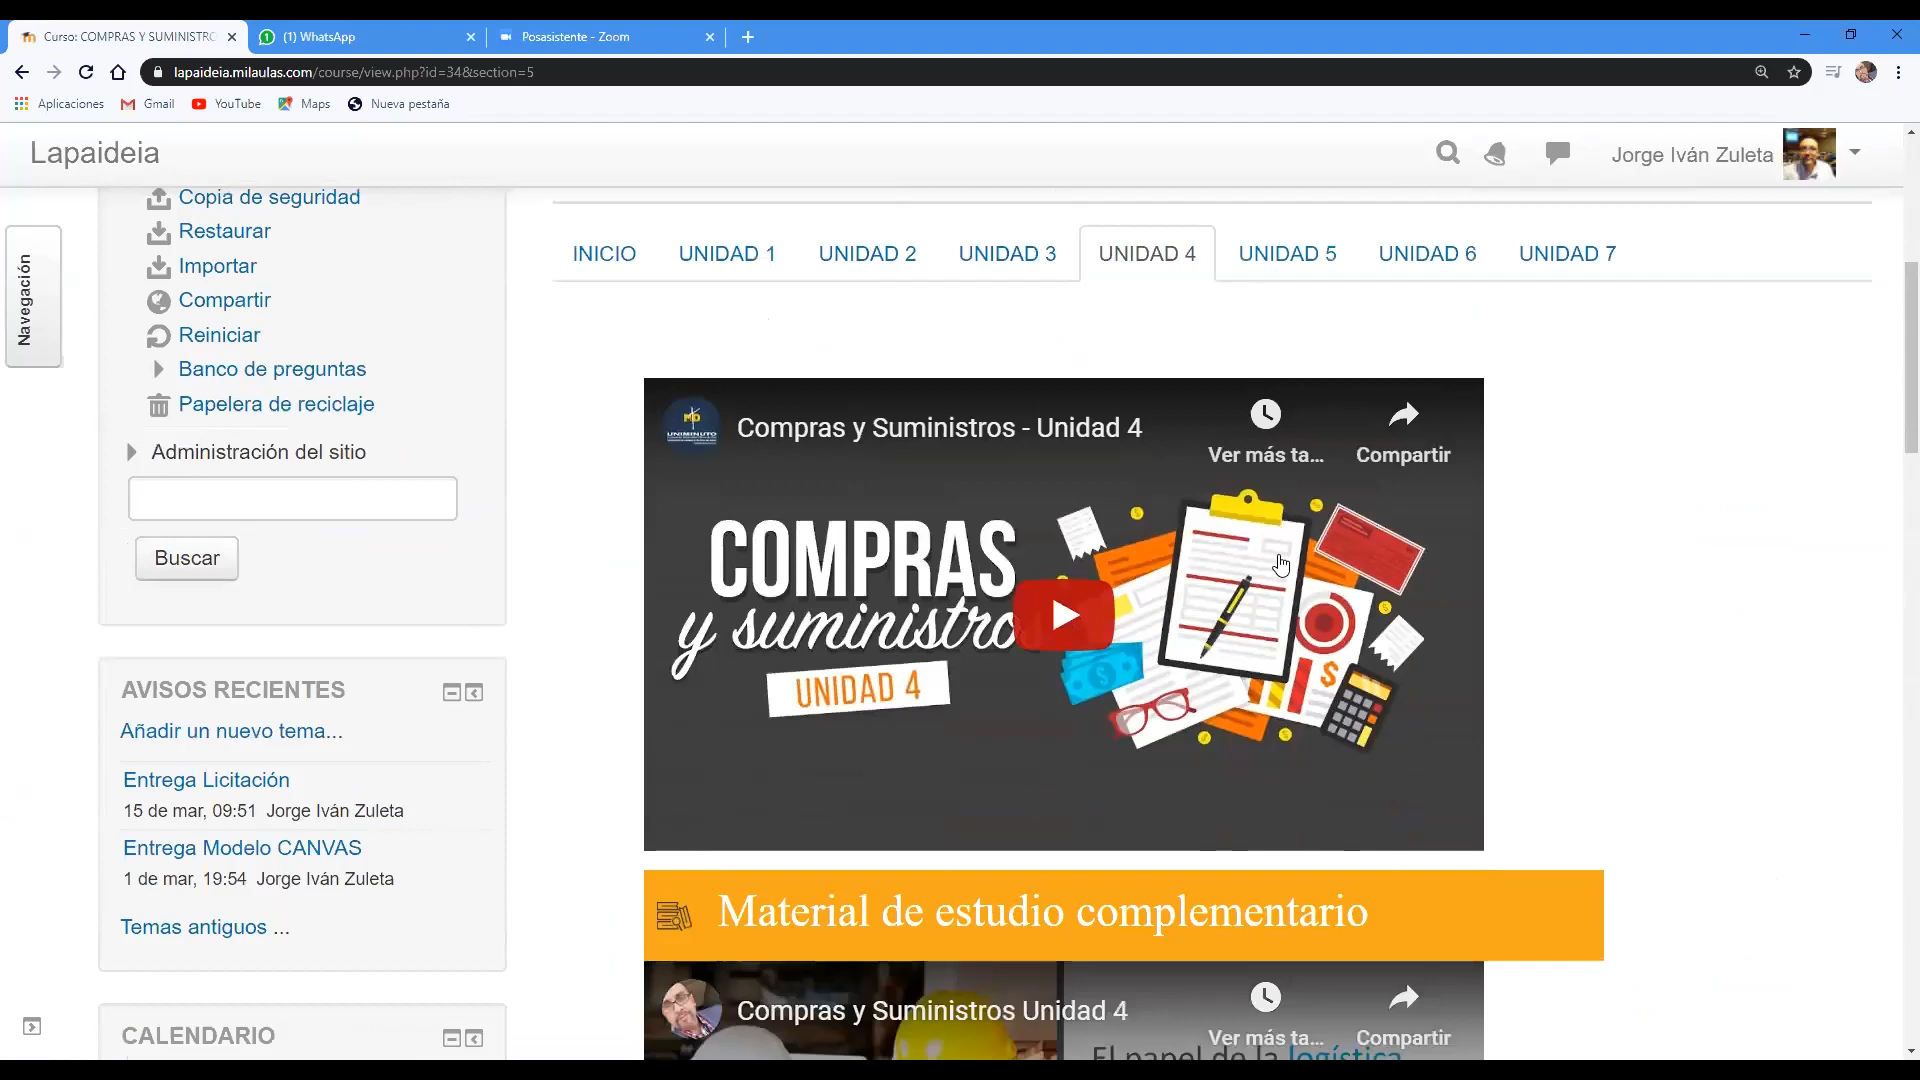 Curso: COMPRAS Y SUMINISTRO
(1) WhatsApp
Posasistente - Zoom
lapaideia.milaulas.com/course/view.php?id=34&section=5
Aplicaciones
Gmail
YouTube
Maps
Nueva pestaña
Lapaideia
Jorge Iván Zuleta
Navegación
Copia de seguridad
Restaurar
Importar
Compartir
Reiniciar
Banco de preguntas
Papelera de reciclaje
Administración del sitio
Buscar
AVISOS RECIENTES
Añadir un nuevo tema...
Entrega Licitación
15 de mar, 09:51 Jorge Iván Zuleta
Entrega Modelo CANVAS
1 de mar, 19:54 Jorge Iván Zuleta
Temas antiguos ...
CALENDARIO
INICIO
UNIDAD 1
UNIDAD 2
UNIDAD 3
UNIDAD 4
UNIDAD 5
UNIDAD 6
UNIDAD 7
UNIMINUTO
Compras y Suministros - Unidad 4
Ver más ta...
Compartir
COMPRAS
y suministro
UNIDAD 4
Material de estudio complementario
Compras y Suministros Unidad 4
Ver más ta...
Compartir
El papel de la logística